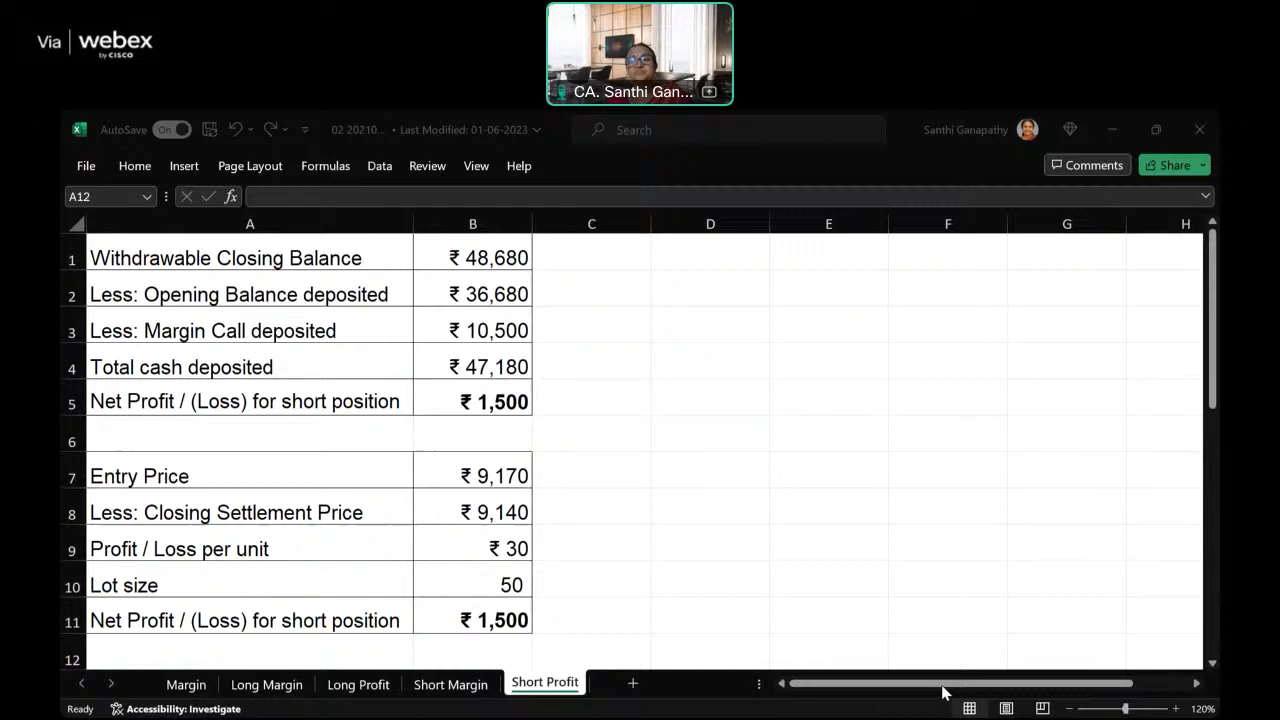 Via | webex
by CISCO
CA. Santhi Gan...
AutoSave On 02 20210... • Last Modified: 01-06-2023 Search Santhi Ganapathy
File Home Insert Page Layout Formulas Data Review View Help Comments Share
A12 fx
A B C D E F G H
1 Withdrawable Closing Balance ₹ 48,680
2 Less: Opening Balance deposited ₹ 36,680
3 Less: Margin Call deposited ₹ 10,500
4 Total cash deposited ₹ 47,180
5 Net Profit / (Loss) for short position ₹ 1,500
6
7 Entry Price ₹ 9,170
8 Less: Closing Settlement Price ₹ 9,140
9 Profit / Loss per unit ₹ 30
10 Lot size 50
11 Net Profit / (Loss) for short position ₹ 1,500
12
Margin Long Margin Long Profit Short Margin Short Profit
Ready Accessibility: Investigate 120%